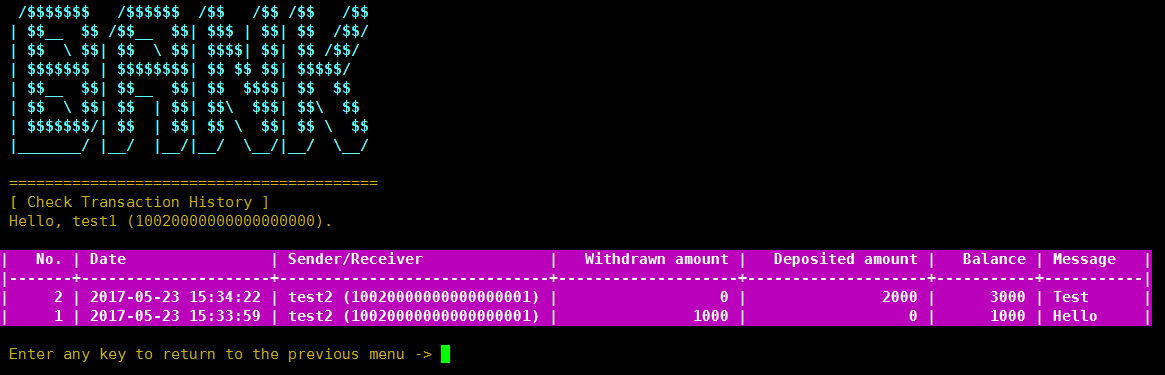 /$$$$$$$   /$$$$$$  /$$   /$$ /$$   /$$
| $$__  $$ /$$__  $$| $$$ | $$| $$  /$$/
| $$  \ $$| $$  \ $$| $$$$| $$| $$ /$$/
| $$$$$$$ | $$$$$$$$| $$ $$ $$| $$$$$/
| $$__  $$| $$__  $$| $$  $$$$| $$  $$
| $$  \ $$| $$  | $$| $$\  $$$| $$\  $$
| $$$$$$$/| $$  | $$| $$ \  $$| $$ \  $$
|_______/ |__/  |__/|__/  \__/|__/  \__/
=========================================
[ Check Transaction History ]
Hello, test1 (10020000000000000000).
|   No. | Date                | Sender/Receiver              |   Withdrawn amount |   Deposited amount |   Balance | Message   |
|-------+---------------------+------------------------------+--------------------+--------------------+-----------+-----------|
|     2 | 2017-05-23 15:34:22 | test2 (10020000000000000001) |                  0 |               2000 |      3000 | Test      |
|     1 | 2017-05-23 15:33:59 | test2 (10020000000000000001) |               1000 |                  0 |      1000 | Hello     |
Enter any key to return to the previous menu ->